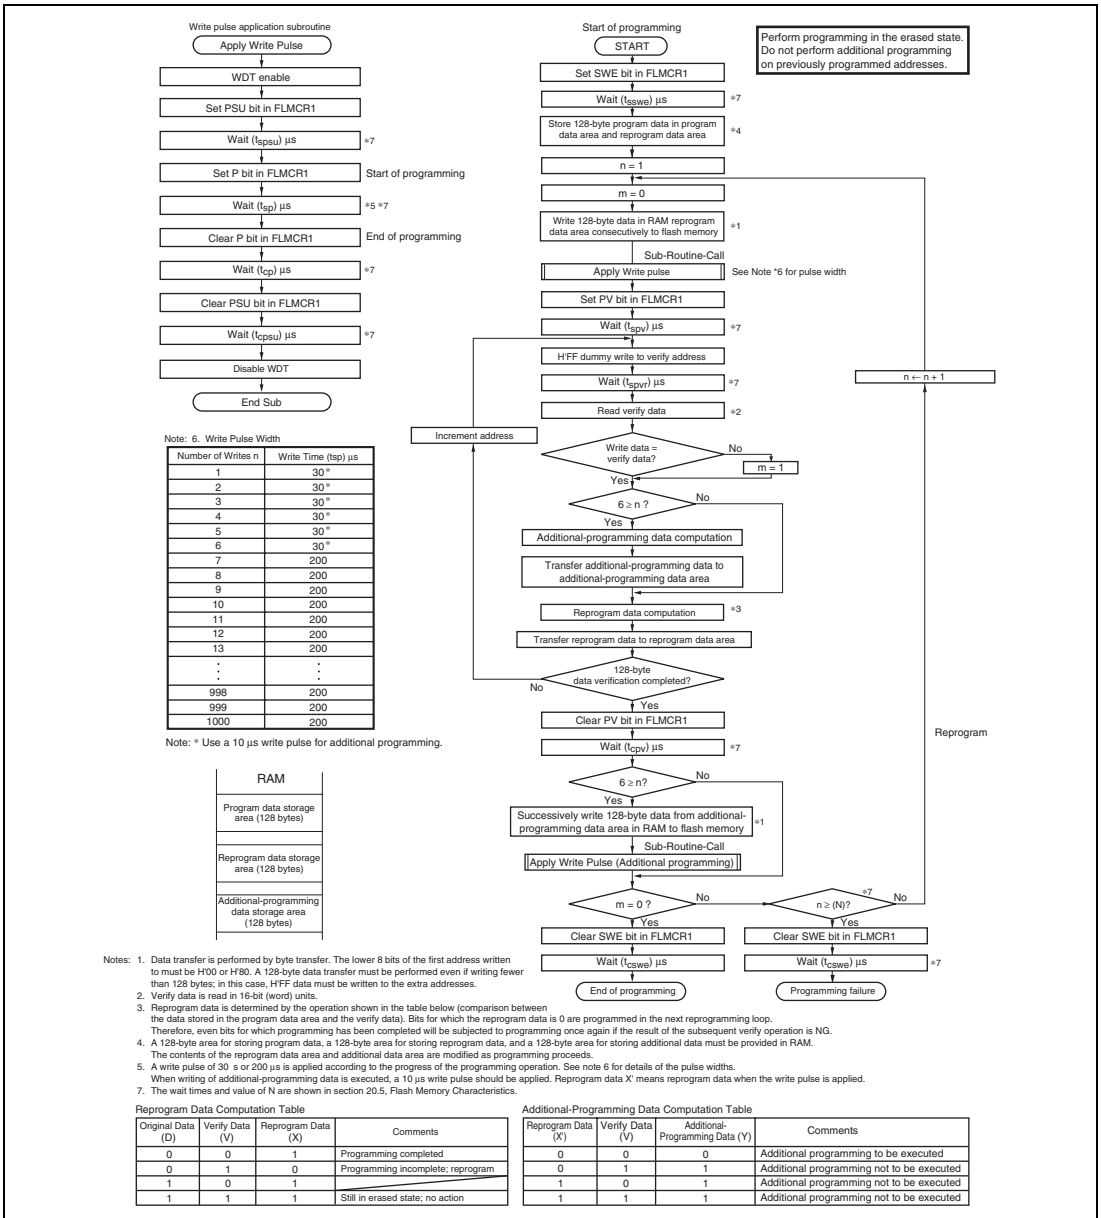 Write pulse application subroutine
Apply Write Pulse
WDT enable
Set PSU bit in FLMCR1
Wait (tspsu) μs
*7
Set P bit in FLMCR1
Start of programming
Wait (tsp) μs
*5 *7
Clear P bit in FLMCR1
End of programming
Wait (tcp) μs
*7
Clear PSU bit in FLMCR1
Wait (tcpsu) μs
*7
Disable WDT
End Sub
Note: 6. Write Pulse Width
Number of Writes n Write Time (tsp) μs
1 30*
2 30*
3 30*
4 30*
5 30*
6 30*
7 200
8 200
9 200
10 200
11 200
12 200
13 200
998 200
999 200
1000 200
Note: * Use a 10 μs write pulse for additional programming.
RAM
Program data storage
area (128 bytes)
Reprogram data storage
area (128 bytes)
Additional-programming
data storage area
(128 bytes)
Start of programming
START
Perform programming in the erased state.
Do not perform additional programming
on previously programmed addresses.
Set SWE bit in FLMCR1
Wait (tsswe) μs
*7
Store 128-byte program data in program
data area and reprogram data area
*4
n = 1
m = 0
Write 128-byte data in RAM reprogram
data area consecutively to flash memory
*1
Sub-Routine-Call
Apply Write pulse
See Note *6 for pulse width
Set PV bit in FLMCR1
Wait (tspv) μs
*7
H'FF dummy write to verify address
Wait (tspvr) μs
*7
Read verify data
*2
Increment address
n ← n + 1
Write data =
verify data?
No
m = 1
Yes
6 ≥ n ?
No
Yes
Additional-programming data computation
Transfer additional-programming data to
additional-programming data area
Reprogram data computation
*3
Transfer reprogram data to reprogram data area
128-byte
data verification completed?
No
Yes
Clear PV bit in FLMCR1
Reprogram
Wait (tcpv) μs
*7
6 ≥ n?
No
Yes
Successively write 128-byte data from additional-
programming data area in RAM to flash memory
*1
Sub-Routine-Call
Apply Write Pulse (Additional programming)
m = 0 ?
No
*7
n ≥ (N)?
No
Yes
Yes
Clear SWE bit in FLMCR1
Clear SWE bit in FLMCR1
Wait (tcswe) μs
Wait (tcswe) μs
*7
End of programming
Programming failure
Notes: 1. Data transfer is performed by byte transfer. The lower 8 bits of the first address written
to must be H'00 or H'80. A 128-byte data transfer must be performed even if writing fewer
than 128 bytes; in this case, H'FF data must be written to the extra addresses.
2. Verify data is read in 16-bit (word) units.
3. Reprogram data is determined by the operation shown in the table below (comparison between
the data stored in the program data area and the verify data). Bits for which the reprogram data is 0 are programmed in the next reprogramming loop.
Therefore, even bits for which programming has been completed will be subjected to programming once again if the result of the subsequent verify operation is NG.
4. A 128-byte area for storing program data, a 128-byte area for storing reprogram data, and a 128-byte area for storing additional data must be provided in RAM.
The contents of the reprogram data area and additional data area are modified as programming proceeds.
5. A write pulse of 30 s or 200 μs is applied according to the progress of the programming operation. See note 6 for details of the pulse widths.
When writing of additional-programming data is executed, a 10 μs write pulse should be applied. Reprogram data X' means reprogram data when the write pulse is applied.
7. The wait times and value of N are shown in section 20.5, Flash Memory Characteristics.
Reprogram Data Computation Table
Original Data (D) Verify Data (V) Reprogram Data (X) Comments
0 0 1 Programming completed
0 1 0 Programming incomplete; reprogram
1 0 1
1 1 1 Still in erased state; no action
Additional-Programming Data Computation Table
Reprogram Data (X') Verify Data (V) Additional-Programming Data (Y) Comments
0 0 0 Additional programming to be executed
0 1 1 Additional programming not to be executed
1 0 1 Additional programming not to be executed
1 1 1 Additional programming not to be executed